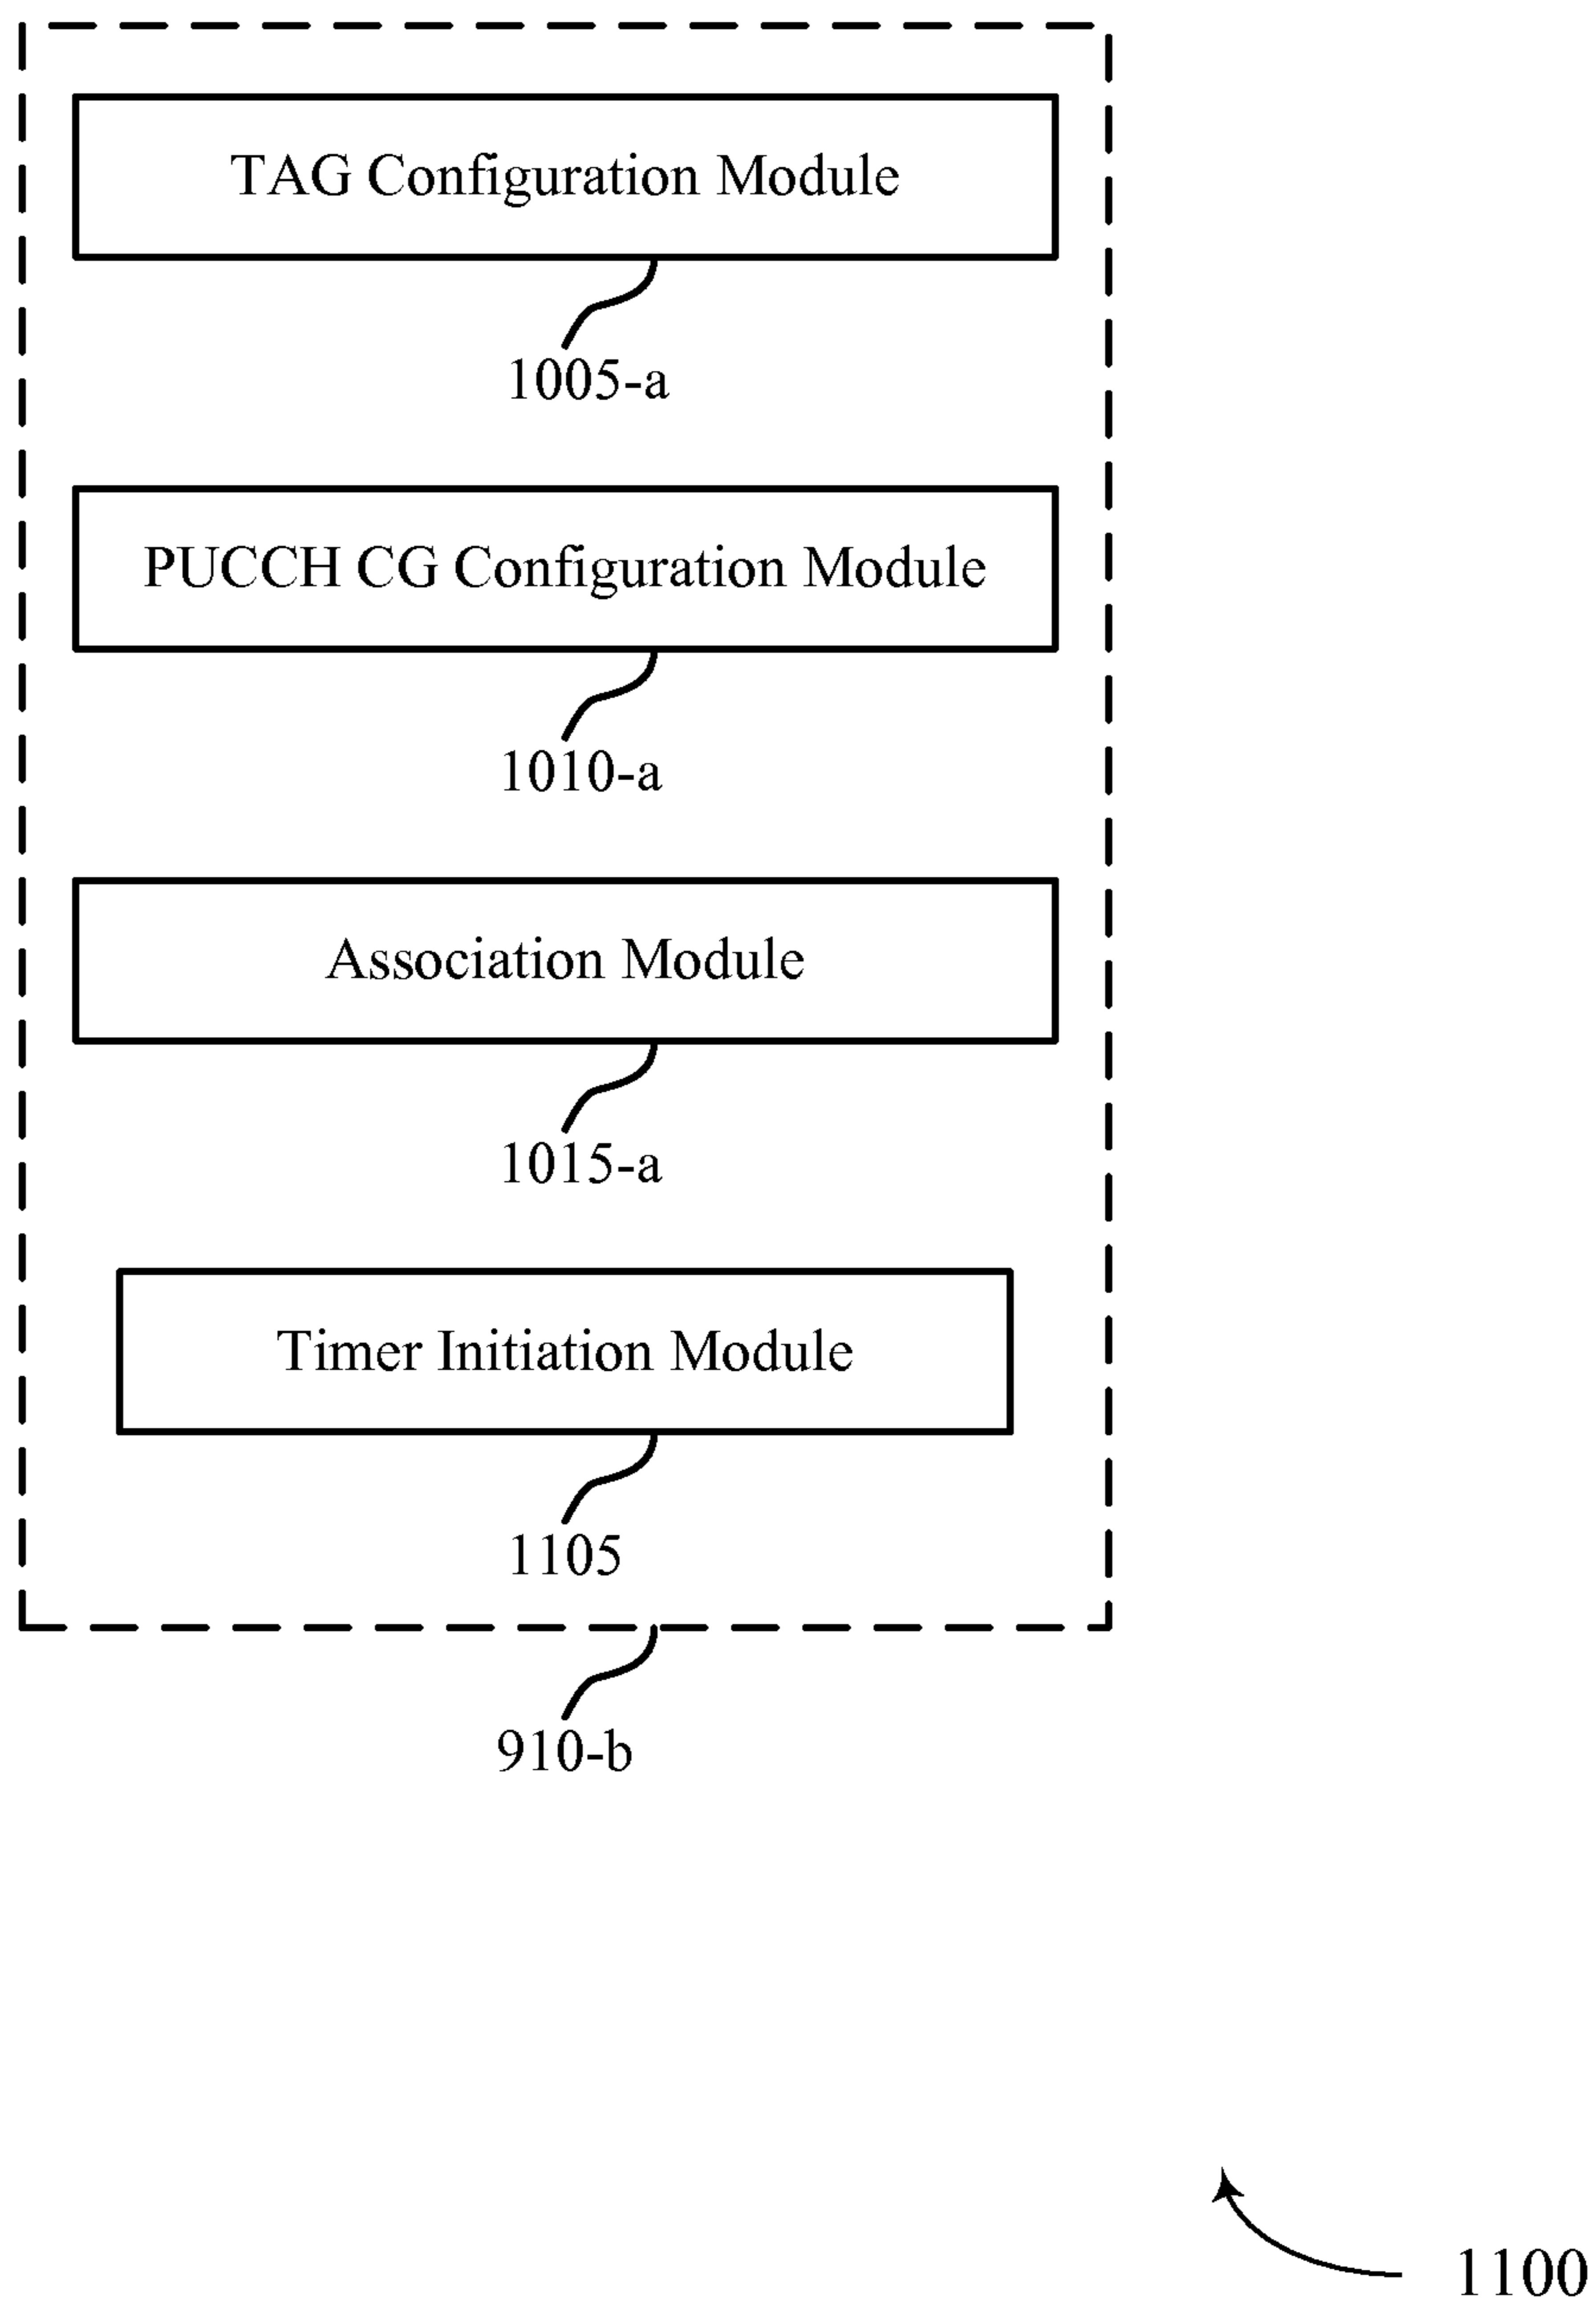 TAG Configuration Module
1005-a
PUCCH CG Configuration Module
1010-a
Association Module
1015-a
Timer Initiation Module
1105
910-b
1100